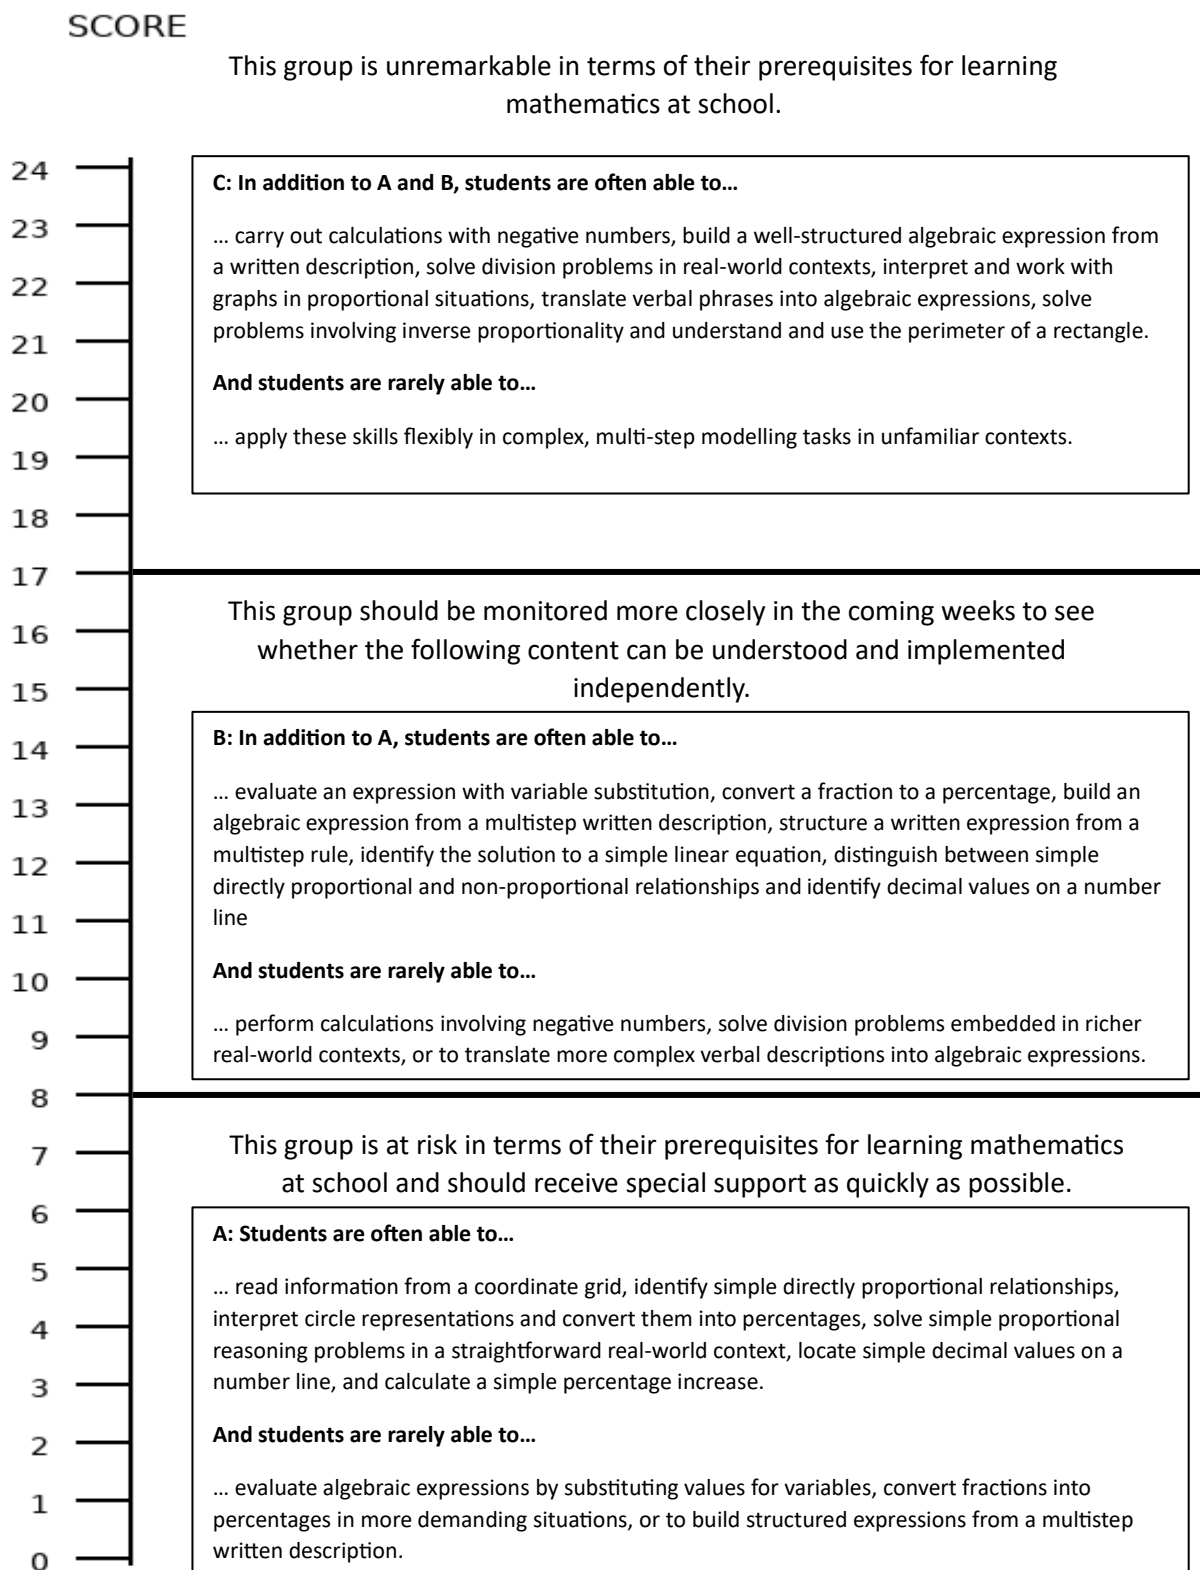 SCORE
This group is unremarkable in terms of their prerequisites for learning
mathematics at school.
24
23
22
21
20
19
18
17
16
15
14
13
12
11
10
9
8
7
6
5
4
3
2
1
0
C: In addition to A and B, students are often able to...
... carry out calculations with negative numbers, build a well-structured algebraic expression from
a written description, solve division problems in real-world contexts, interpret and work with
graphs in proportional situations, translate verbal phrases into algebraic expressions, solve
problems involving inverse proportionality and understand and use the perimeter of a rectangle.
And students are rarely able to...
... apply these skills flexibly in complex, multi-step modelling tasks in unfamiliar contexts.
This group should be monitored more closely in the coming weeks to see
whether the following content can be understood and implemented
independently.
B: In addition to A, students are often able to...
... evaluate an expression with variable substitution, convert a fraction to a percentage, build an
algebraic expression from a multistep written description, structure a written expression from a
multistep rule, identify the solution to a simple linear equation, distinguish between simple
directly proportional and non-proportional relationships and identify decimal values on a number
line
And students are rarely able to...
... perform calculations involving negative numbers, solve division problems embedded in richer
real-world contexts, or to translate more complex verbal descriptions into algebraic expressions.
This group is at risk in terms of their prerequisites for learning mathematics
at school and should receive special support as quickly as possible.
A: Students are often able to...
... read information from a coordinate grid, identify simple directly proportional relationships,
interpret circle representations and convert them into percentages, solve simple proportional
reasoning problems in a straightforward real-world context, locate simple decimal values on a
number line, and calculate a simple percentage increase.
And students are rarely able to...
... evaluate algebraic expressions by substituting values for variables, convert fractions into
percentages in more demanding situations, or to build structured expressions from a multistep
written description.